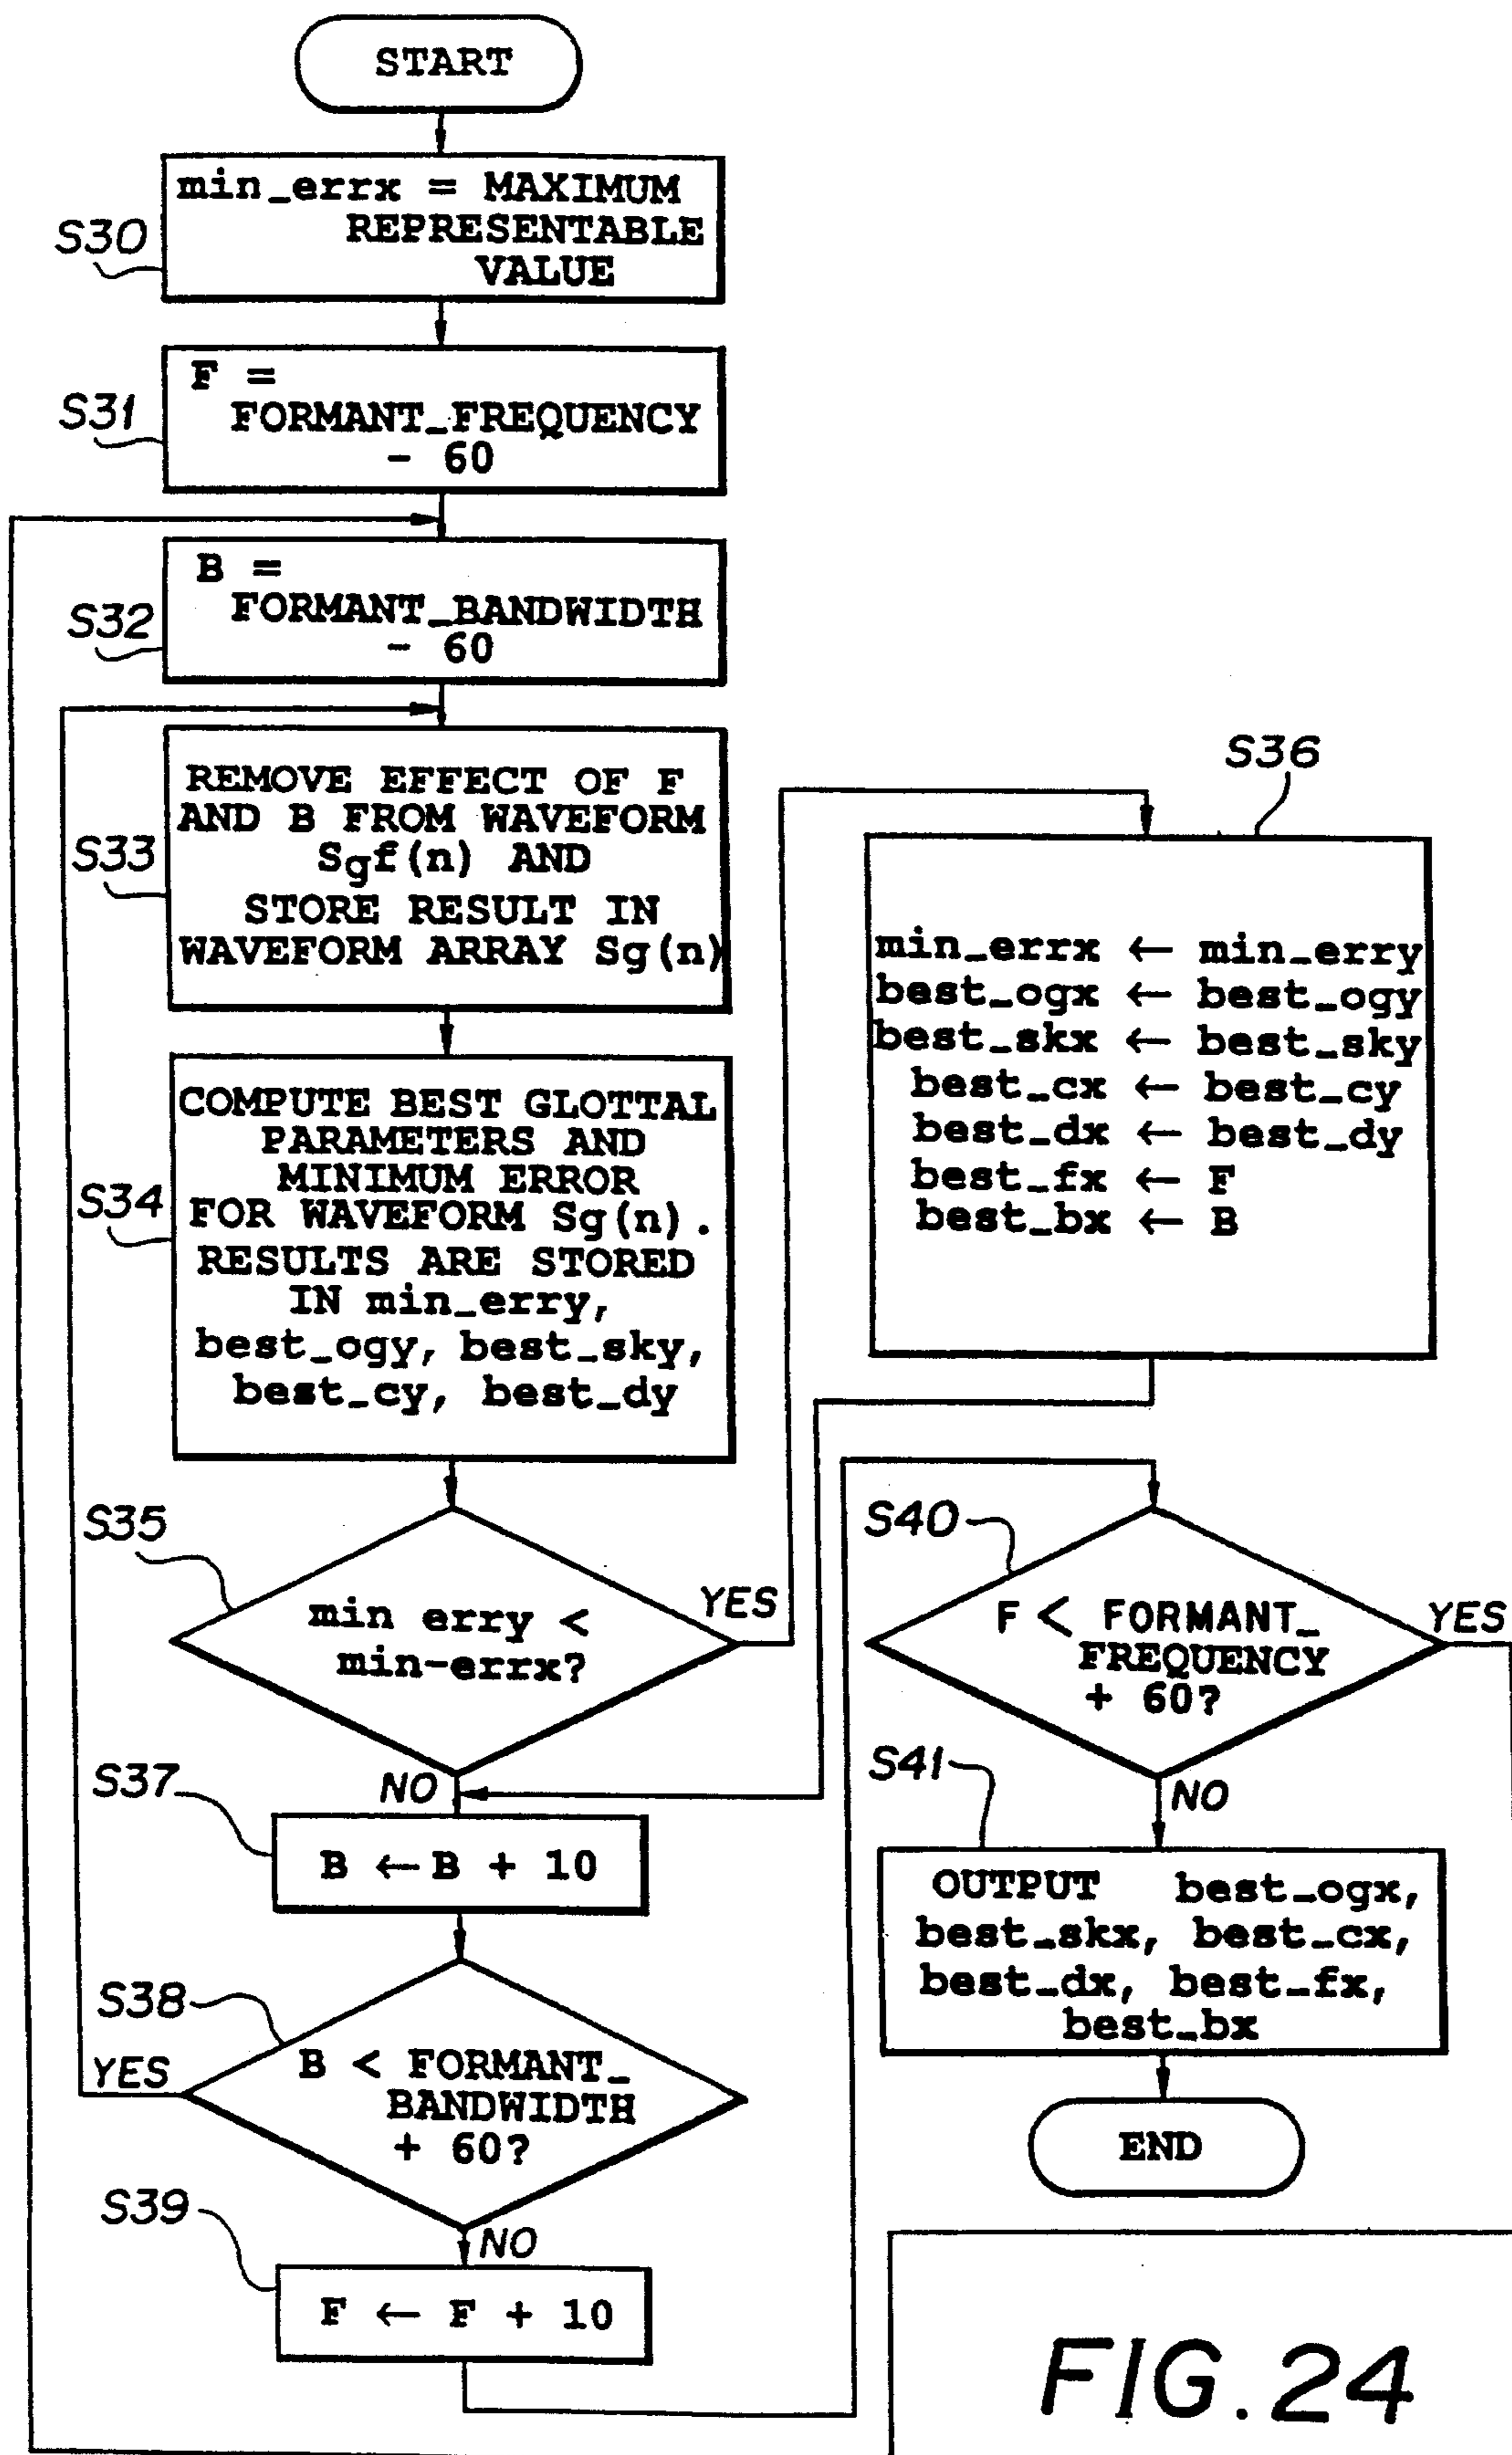 START
min_errx = MAXIMUM
REPRESENTABLE
VALUE
S30
F =
FORMANT_FREQUENCY
- 60
S31
B =
FORMANT_BANDWIDTH
- 60
S32
REMOVE EFFECT OF F
AND B FROM WAVEFORM
Sgf(n) AND
STORE RESULT IN
WAVEFORM ARRAY Sg(n)
S33
COMPUTE BEST GLOTTAL
PARAMETERS AND
MINIMUM ERROR
FOR WAVEFORM Sg(n).
RESULTS ARE STORED
IN min_erry,
best_ogy, best_sky,
best_cy, best_dy
S34
S35
min erry <
min-errx?
YES
NO
S36
min_errx ← min_erry
best_ogx ← best_ogy
best_skx ← best_sky
best_cx ← best_cy
best_dx ← best_dy
best_fx ← F
best_bx ← B
S37
B ← B + 10
S38
B < FORMANT_
BANDWIDTH
+ 60?
YES
NO
S39
F ← F + 10
S40
F < FORMANT_
FREQUENCY
+ 60?
YES
NO
S41
OUTPUT best_ogx,
best_skx, best_cx,
best_dx, best_fx,
best_bx
END
FIG. 24